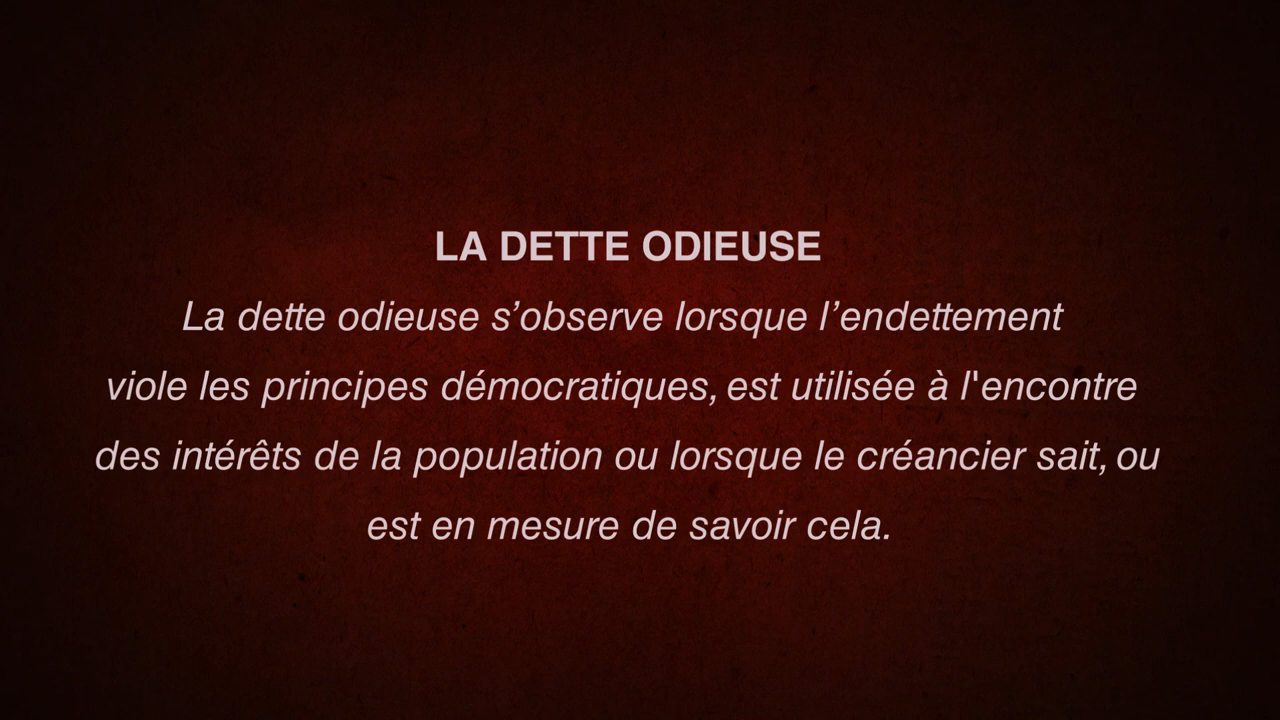 LA DETTE ODIEUSE
La dette odieuse s’observe lorsque l’endettement
viole les principes démocratiques, est utilisée à l'encontre
des intérêts de la population ou lorsque le créancier sait, ou
est en mesure de savoir cela.